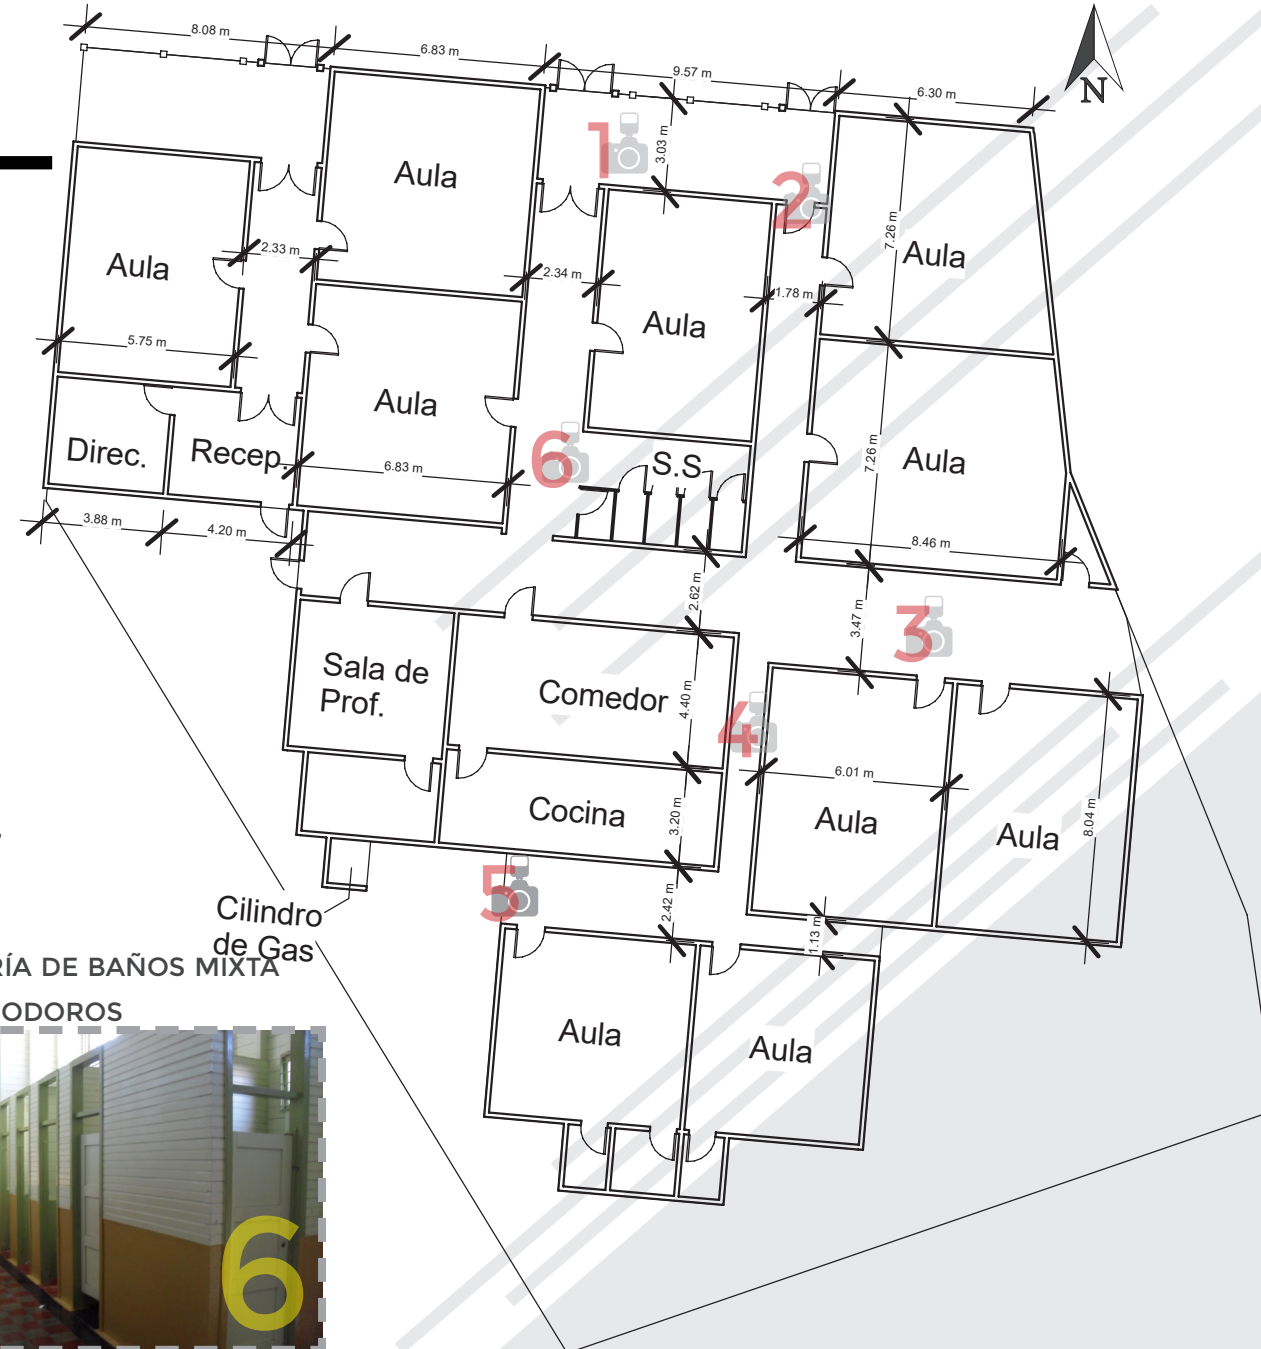 8.08 m
6.83 m
9.57 m
6.30 m
N
1
3.03 m
2
Aula
7.26 m
Aula
Aula
2.33 m
2.34 m
1.78 m
Aula
5.75 m
Aula
Aula
7.26 m
Aula
Direc.
Recep.
6.83 m
6
S.S
3.88 m
4.20 m
8.46 m
2.62 m
3.47 m
3
Sala de
Prof.
Comedor
4.40 m
4
6.01 m
Cocina
3.20 m
Aula
Aula
8.04 m
5
2.42 m
1.13 m
Cilindro
de Gas
RÍA DE BAÑOS MIXTA
ODOROS
Aula
Aula
6